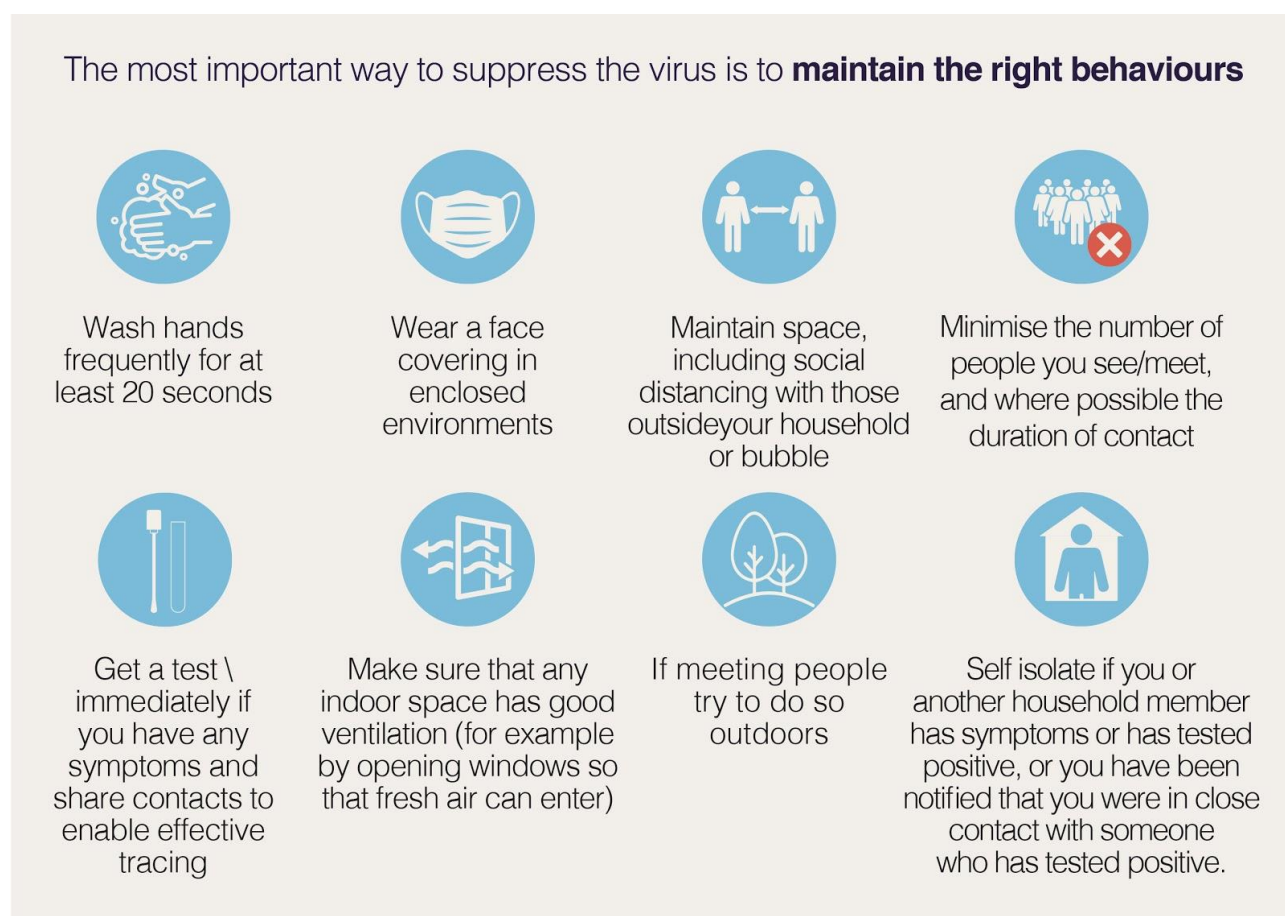 The most important way to suppress the virus is to maintain the right behaviours
Wash hands
frequently for at
least 20 seconds
Wear a face
covering in
enclosed
environments
Maintain space,
including social
distancing with those
outsideyour household
or bubble
Minimise the number of
people you see/meet,
and where possible the
duration of contact
Get a test \
immediately if
you have any
symptoms and
share contacts to
enable effective
tracing
Make sure that any
indoor space has good
ventilation (for example
by opening windows so
that fresh air can enter)
If meeting people
try to do so
outdoors
Self isolate if you or
another household member
has symptoms or has tested
positive, or you have been
notified that you were in close
contact with someone
who has tested positive.